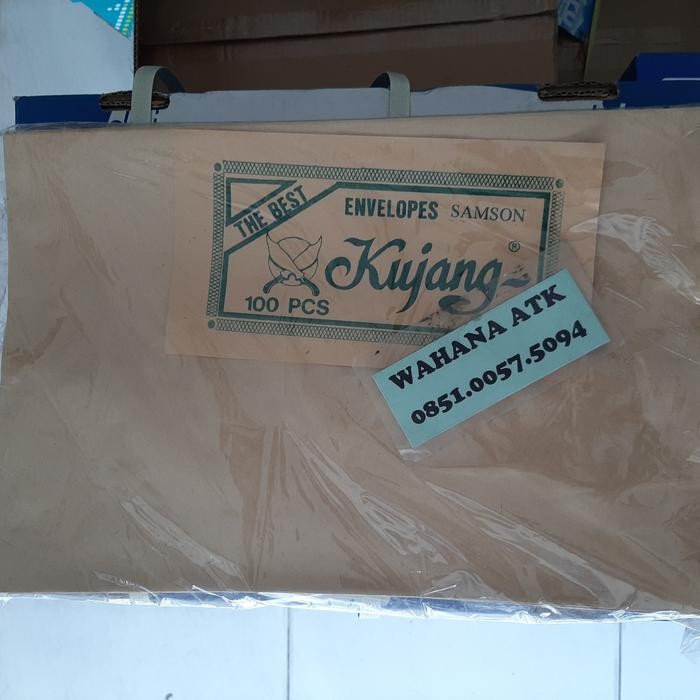 THE BEST
ENVELOPES SAMSON
Kujang ®
100 PCS
WAHANA ATK
0851.0057.5094